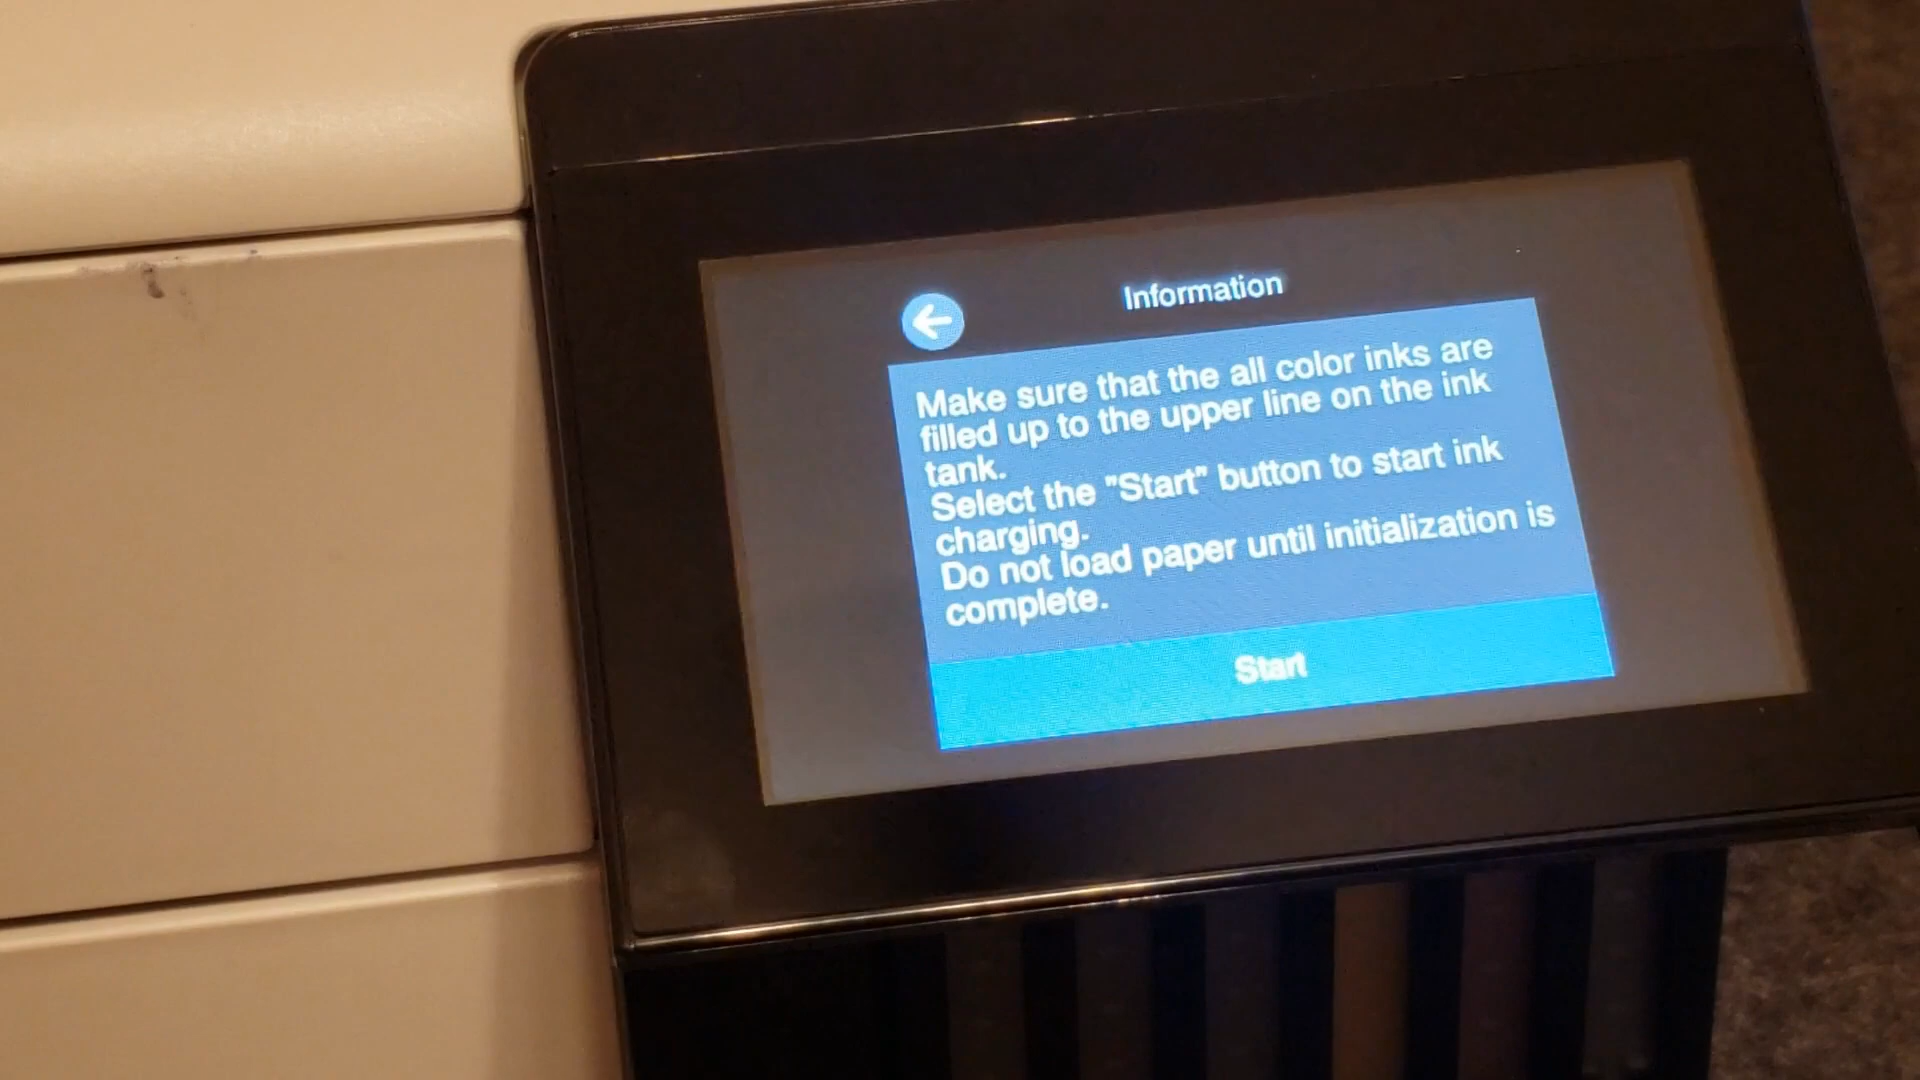 Information
Make sure that the all color inks are
filled up to the upper line on the ink
tank.
Select the "Start" button to start ink
charging.
Do not load paper until initialization is
complete.
Start